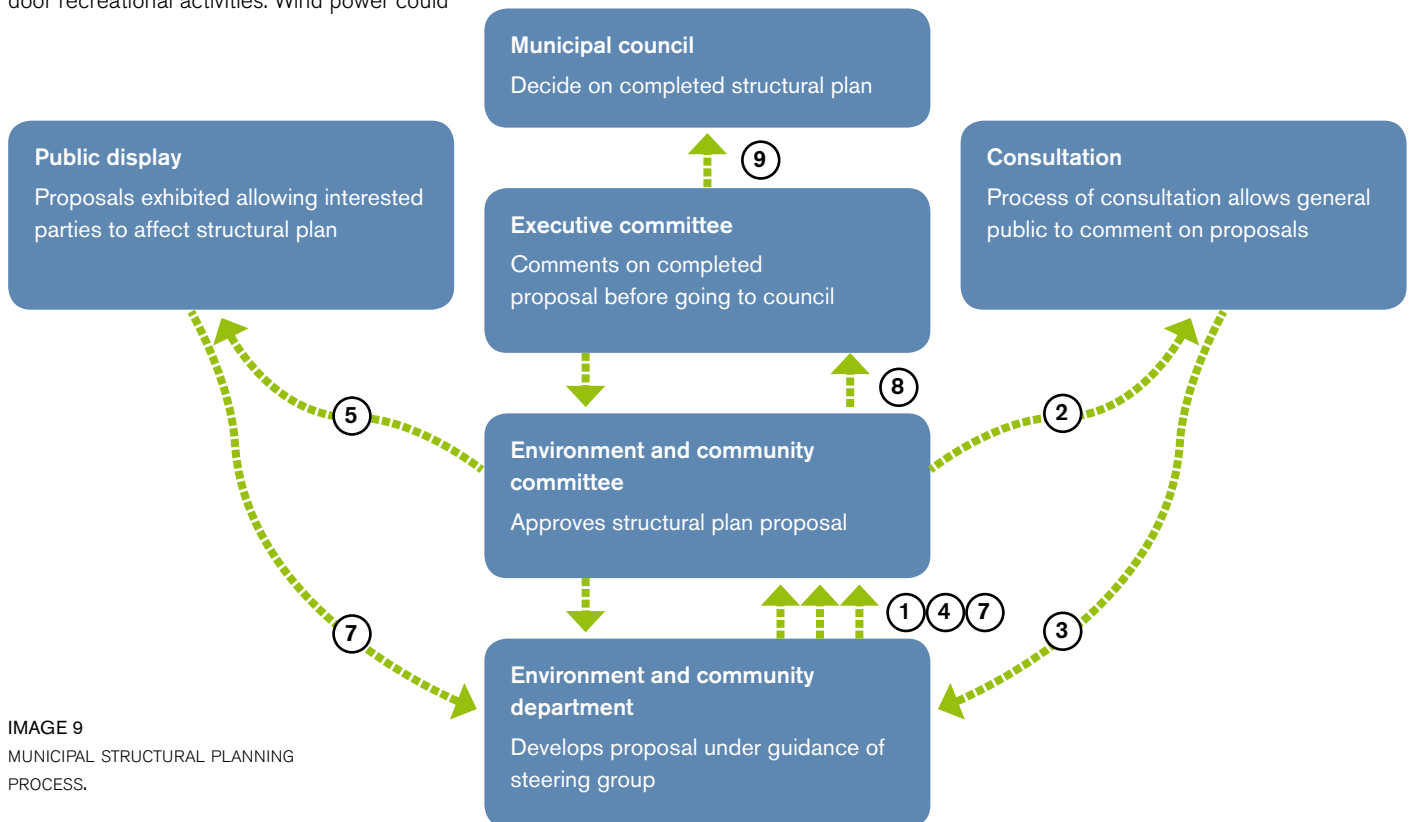 door recreational activities. Wind power could
Municipal council
Decide on completed structural plan
Public display
Proposals exhibited allowing interested
parties to affect structural plan
9
Consultation
Process of consultation allows general
public to comment on proposals
Executive committee
Comments on completed
proposal before going to council
8
5
2
Environment and community
committee
Approves structural plan proposal
1 4 7
7
3
Environment and community
department
Develops proposal under guidance of
steering group
IMAGE 9
MUNICIPAL STRUCTURAL PLANNING
PROCESS.